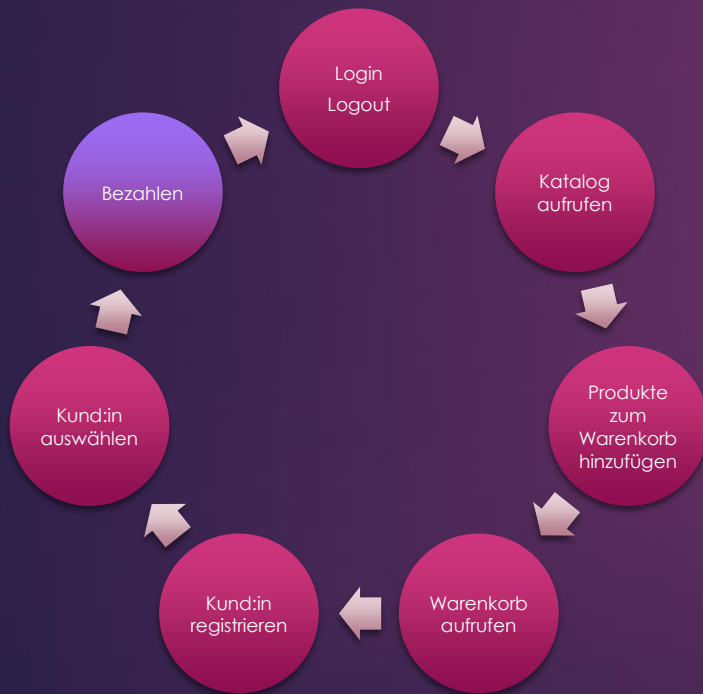 Login
Logout
Katalog
aufrufen
Produkte
zum
Warenkorb
hinzufügen
Warenkorb
aufrufen
Kund:in
registrieren
Kund:in
auswählen
Bezahlen